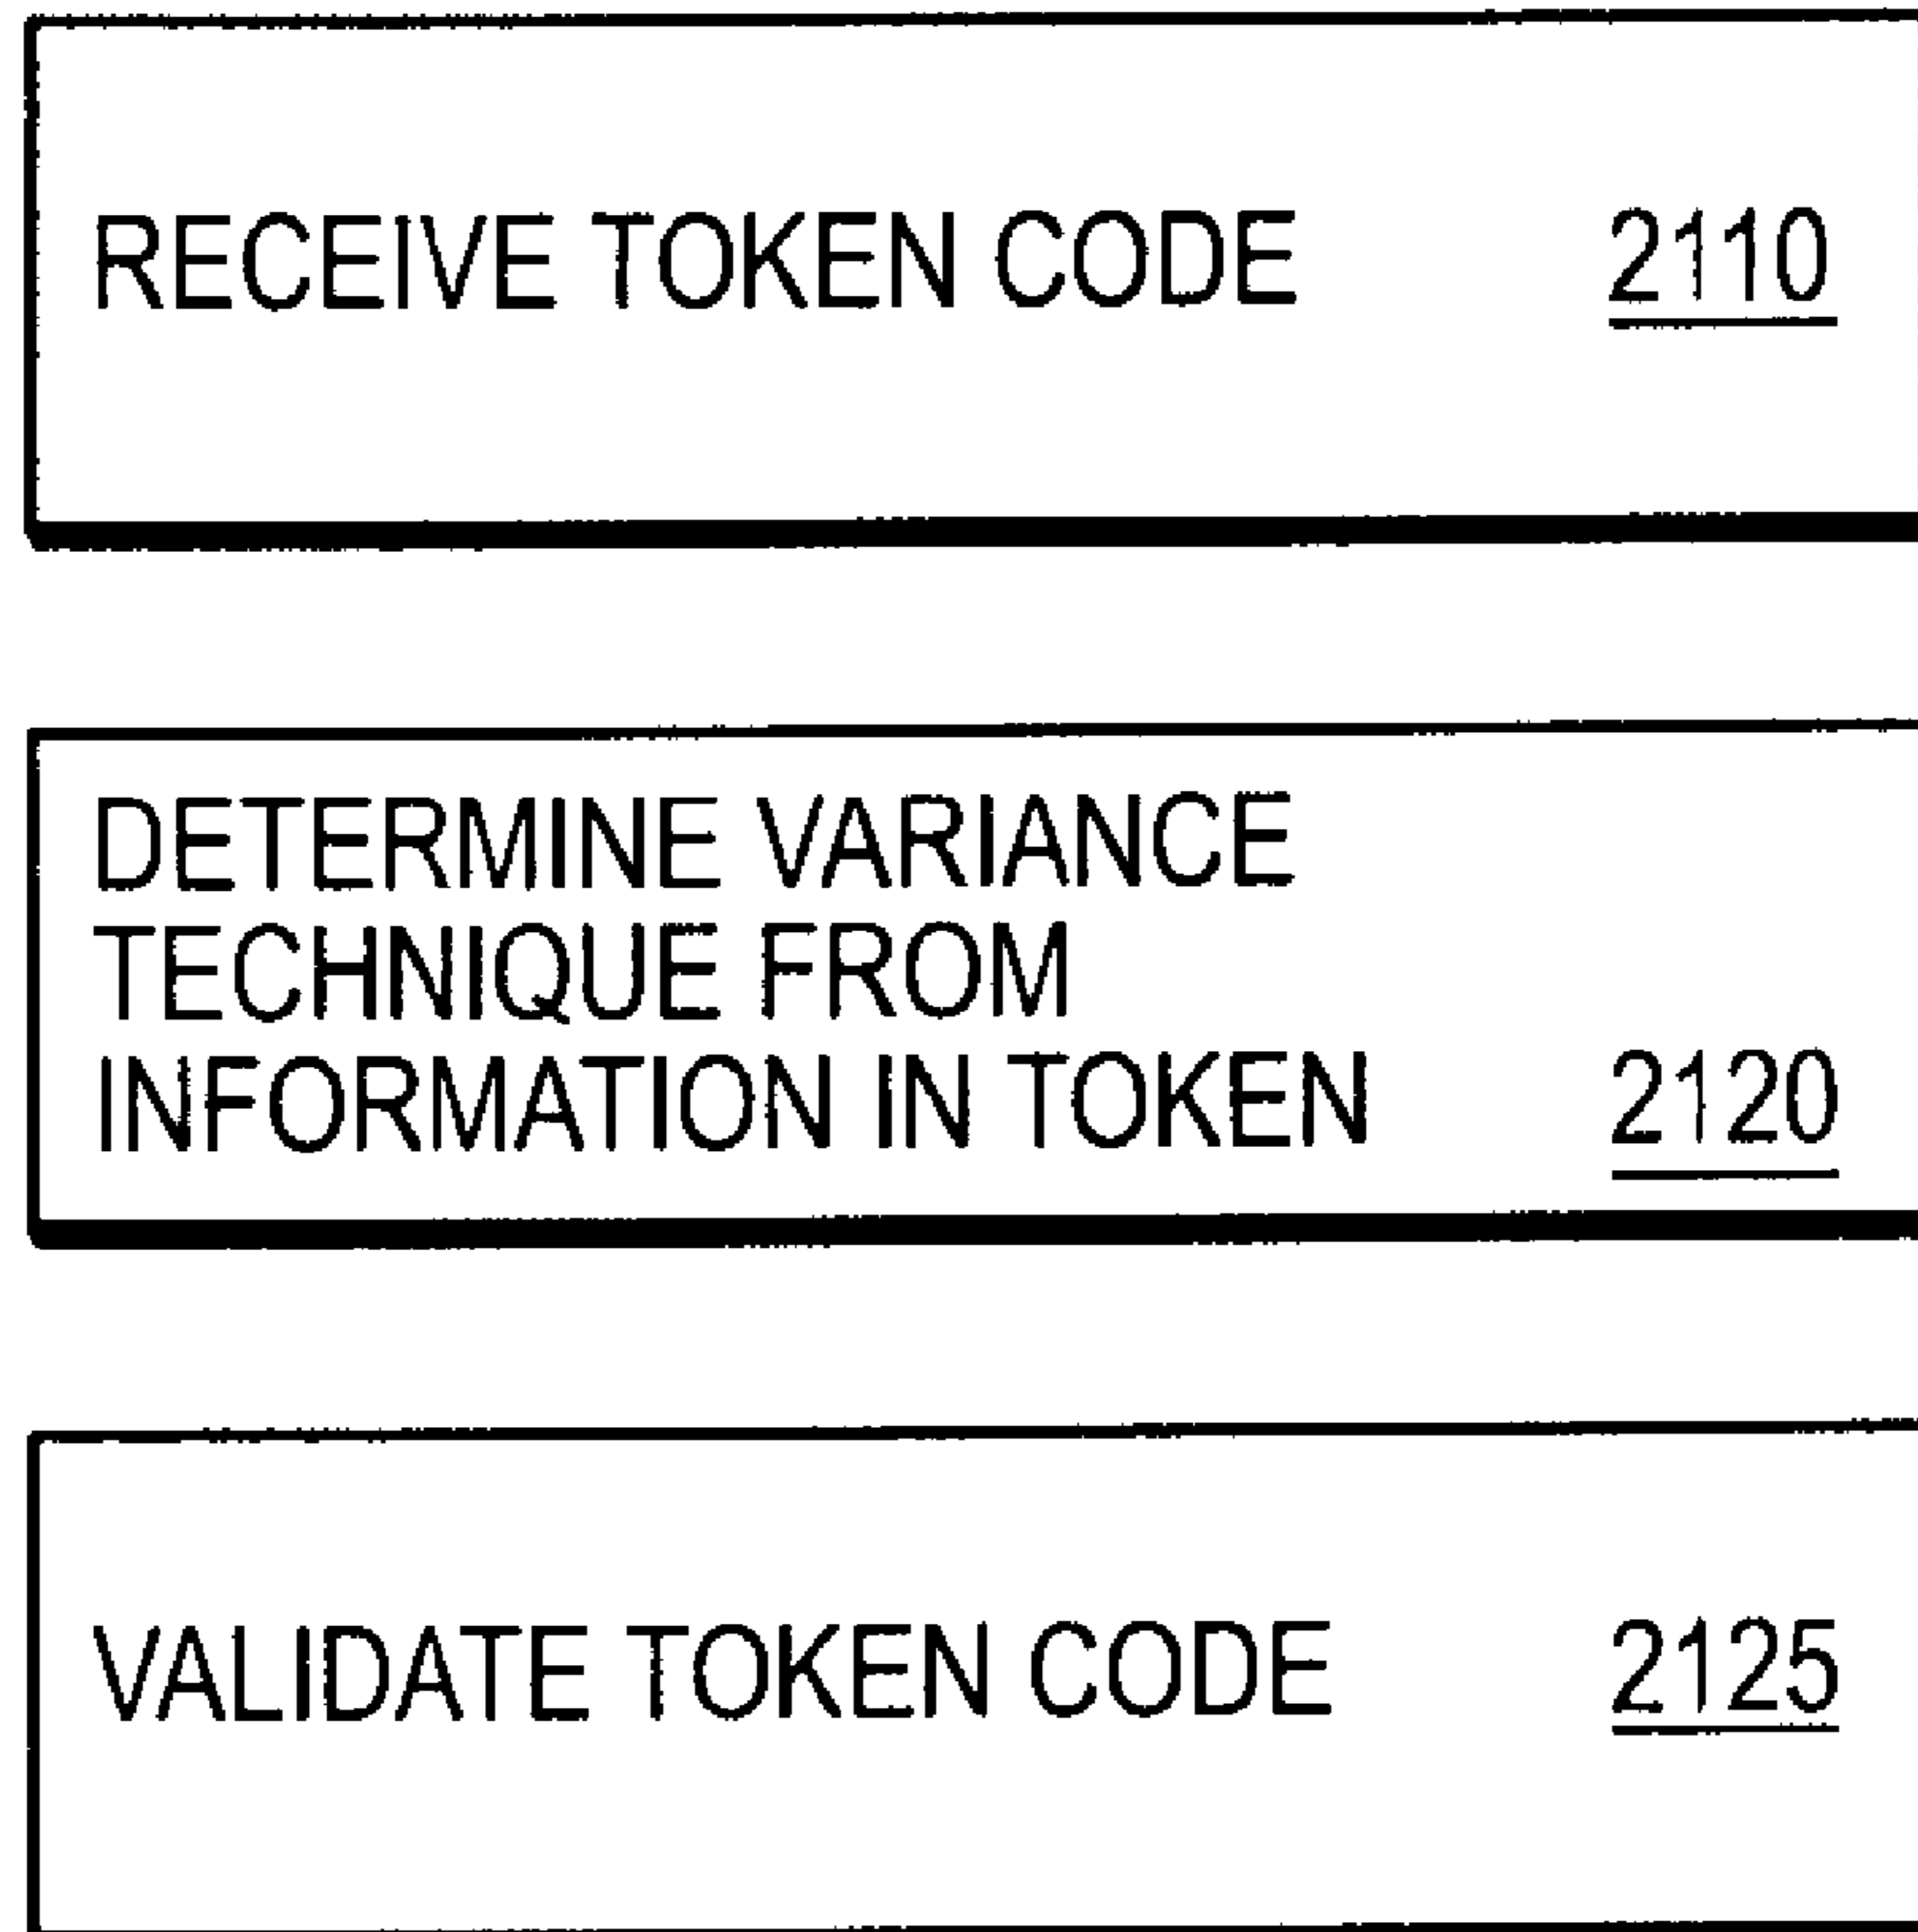 RECEIVE TOKEN CODE 2110
DETERMINE VARIANCE
TECHNIQUE FROM
INFORMATION IN TOKEN 2120
VALIDATE TOKEN CODE 2125